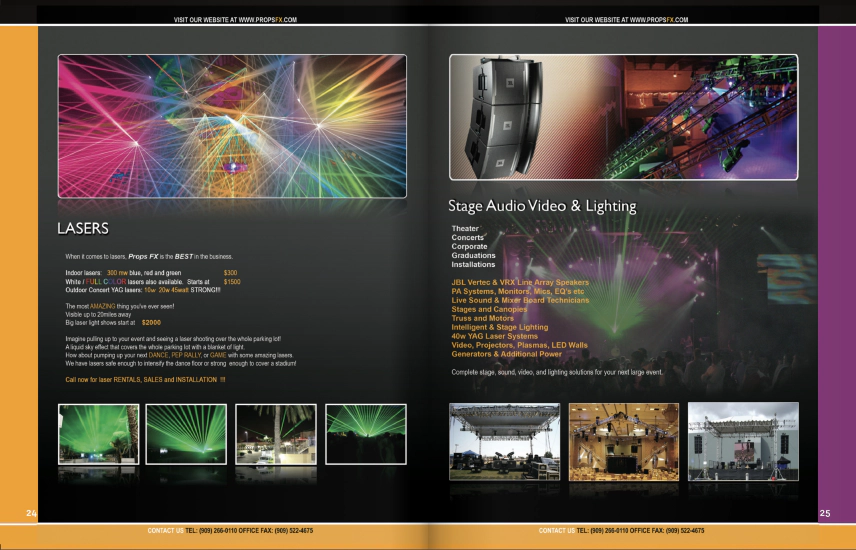 VISIT OUR WEBSITE AT WWW.PROPSFX.COM
LASERS
When it comes to lasers, Props FX is the BEST in the business.
Indoor lasers: 300 mw blue, red and green $300
White / FULL COLOR lasers also available. Starts at $1500
Outdoor Concert YAG lasers: 10w 20w 45watt STRONG!!!
The most AMAZING thing you've ever seen!
Visible up to 20miles away
Big laser light shows start at $2000
Imagine pulling up to your event and seeing a laser shooting over the whole parking lot!
A liquid sky effect that covers the whole parking lot with a blanket of light.
How about pumping up your next DANCE, PEP RALLY, or GAME with some amazing lasers.
We have lasers safe enough to intensify the dance floor or strong enough to cover a stadium!
Call now for laser RENTALS, SALES and INSTALLATION !!!
24
CONTACT US TEL: (909) 266-0110 OFFICE FAX: (909) 522-4675
VISIT OUR WEBSITE AT WWW.PROPSFX.COM
Stage Audio Video & Lighting
Theater
Concerts
Corporate
Graduations
Installations
JBL Vertec & VRX Line Array Speakers
PA Systems, Monitors, Mics, EQ's etc
Live Sound & Mixer Board Technicians
Stages and Canopies
Truss and Motors
Intelligent & Stage Lighting
40w YAG Laser Systems
Video, Projectors, Plasmas, LED Walls
Generators & Additional Power
Complete stage, sound, video, and lighting solutions for your next large event.
25
CONTACT US TEL: (909) 266-0110 OFFICE FAX: (909) 522-4675